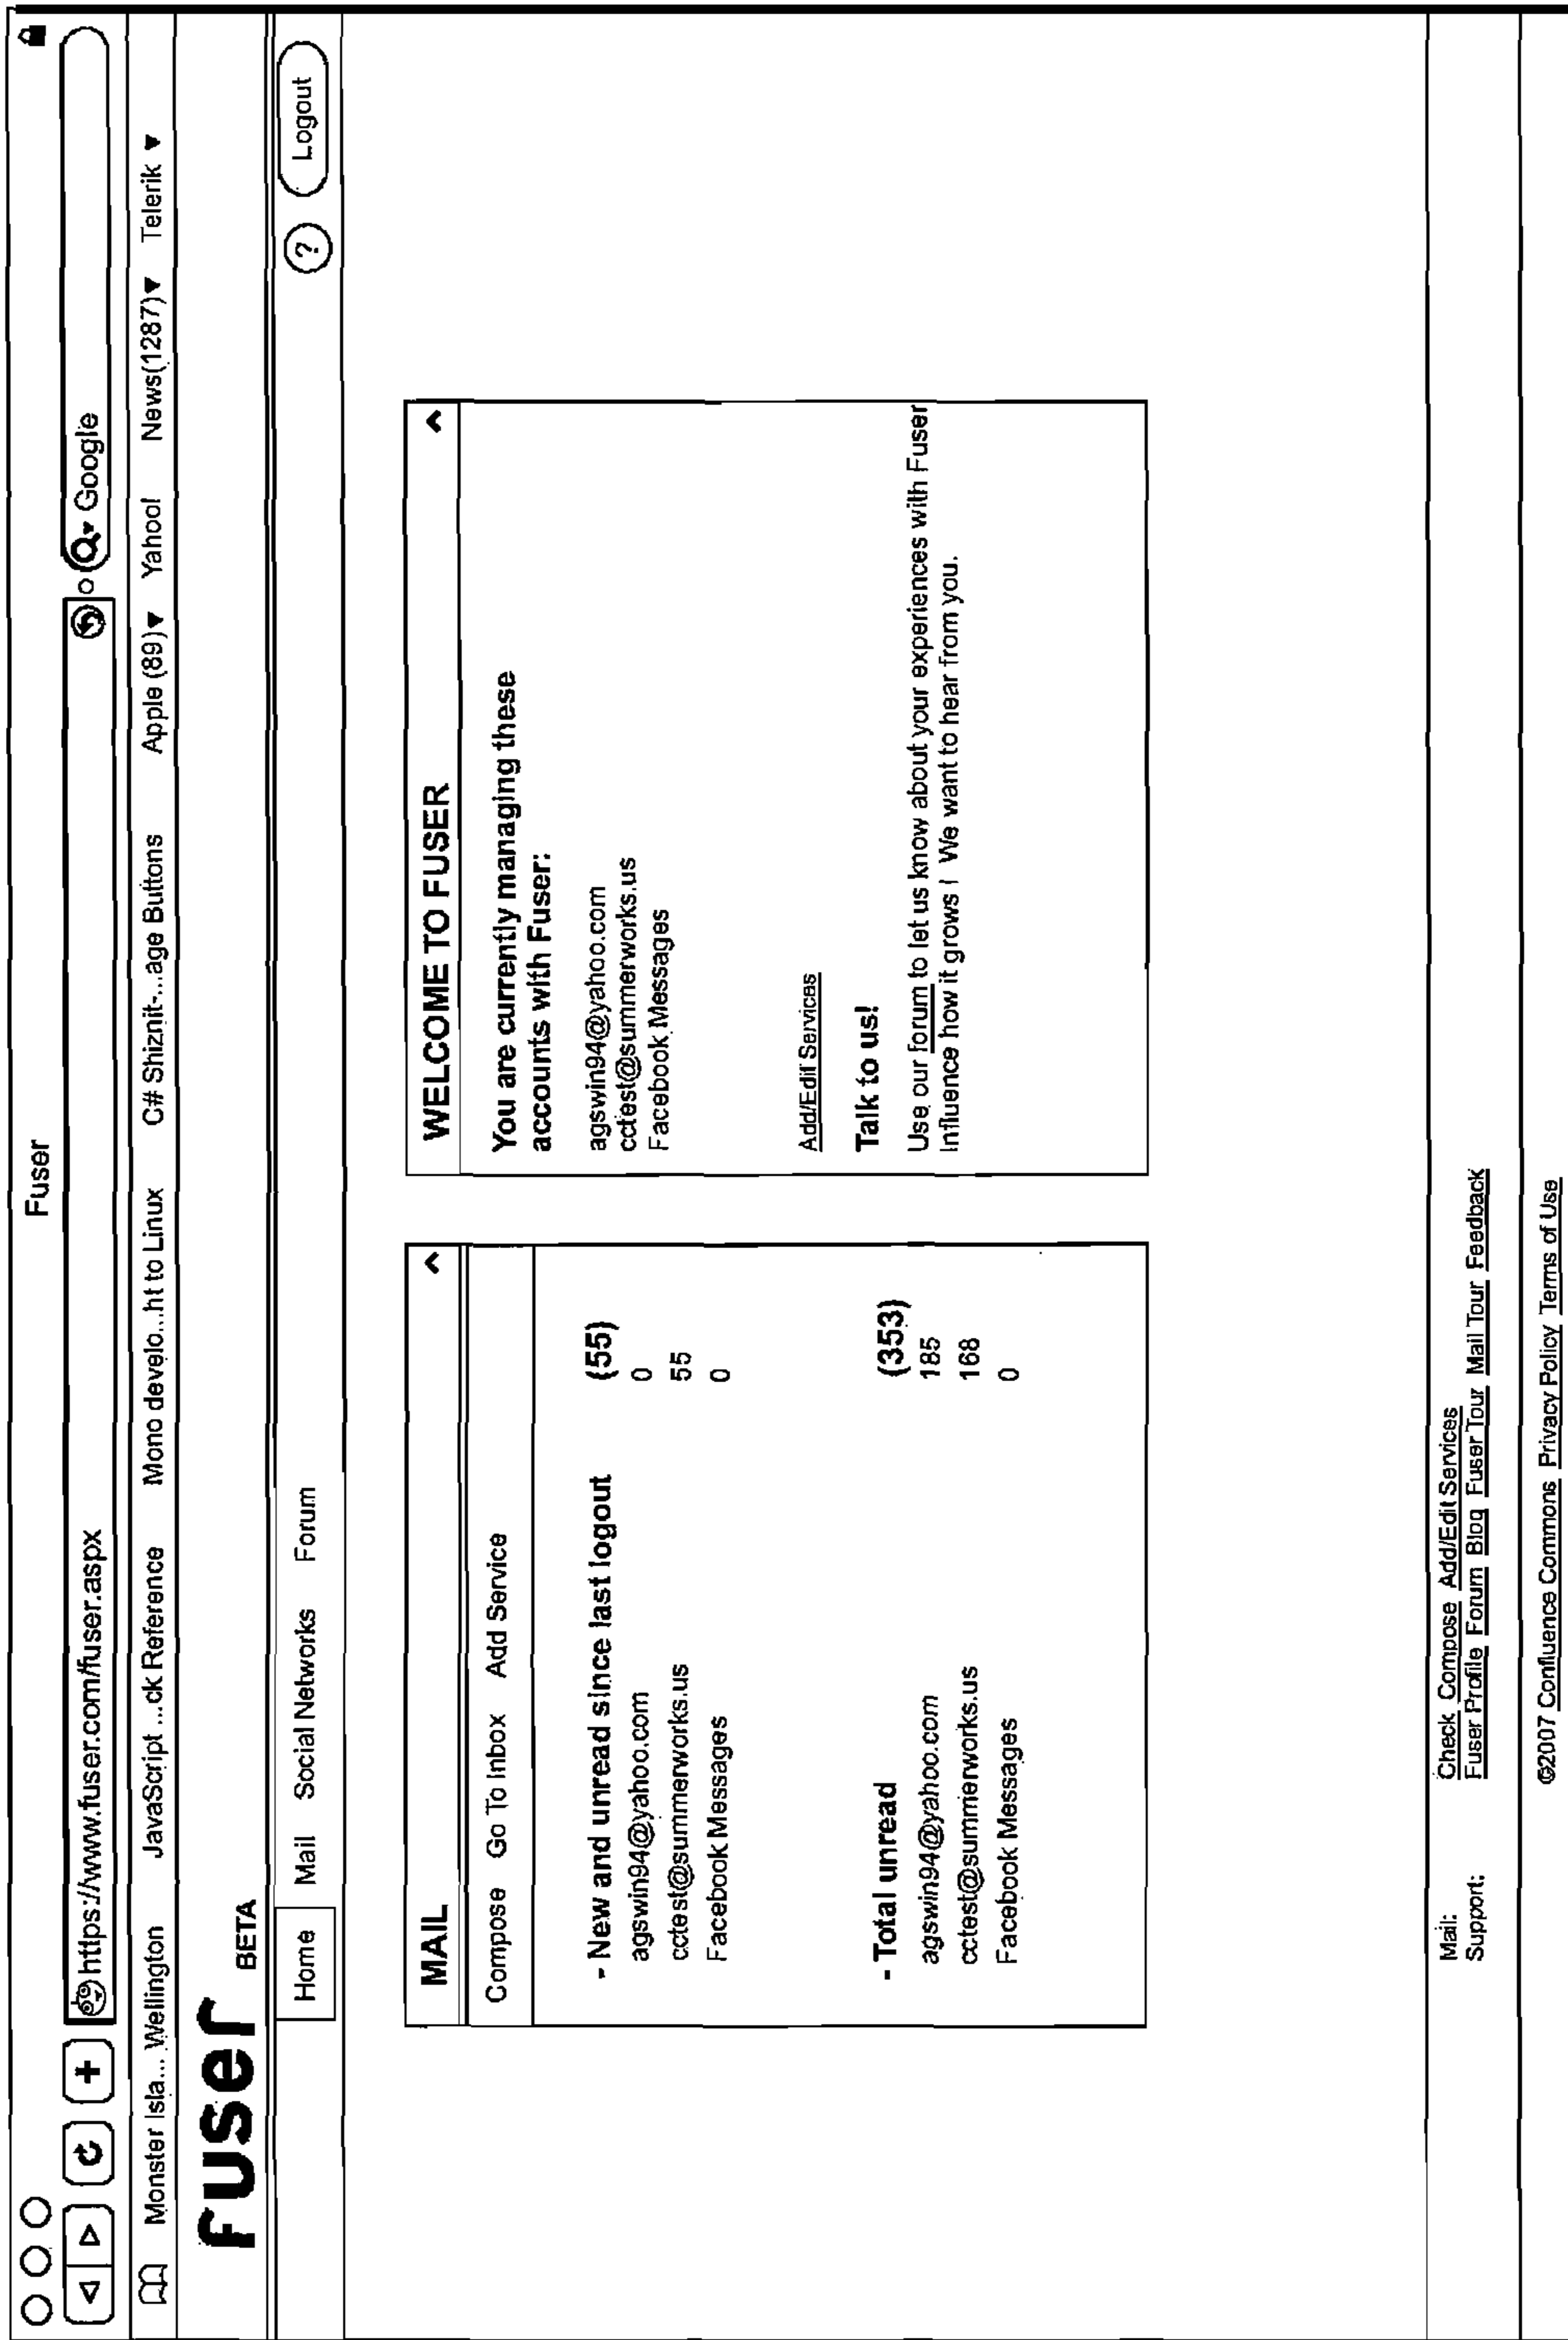 Fuser
https://www.fuser.com/fuser.aspx
Google
Monster Isla... Wellington JavaScript ...ck Reference Mono develo...ht to Linux C# Shiznit-...age Buttons Apple (89)▼ Yahoo! News(1287)▼ Telerik ▼
fuser BETA
Home Mail Social Networks Forum ? Logout
MAIL
Compose Go To Inbox Add Service
- New and unread since last logout (55)
agswin94@yahoo.com 0
cctest@summerworks.us 55
Facebook Messages 0
- Total unread (353)
agswin94@yahoo.com 185
cctest@summerworks.us 168
Facebook Messages 0
WELCOME TO FUSER
You are currently managing these
accounts with Fuser:
agswin94@yahoo.com
cctest@summerworks.us
Facebook Messages
Add/Edit Services
Talk to us!
Use our forum to let us know about your experiences with Fuser
Influence how it grows ! We want to hear from you.
Mail: Check Compose Add/Edit Services
Support: Fuser Profile Forum Blog Fuser Tour Mail Tour Feedback
©2007 Confluence Commons Privacy Policy Terms of Use